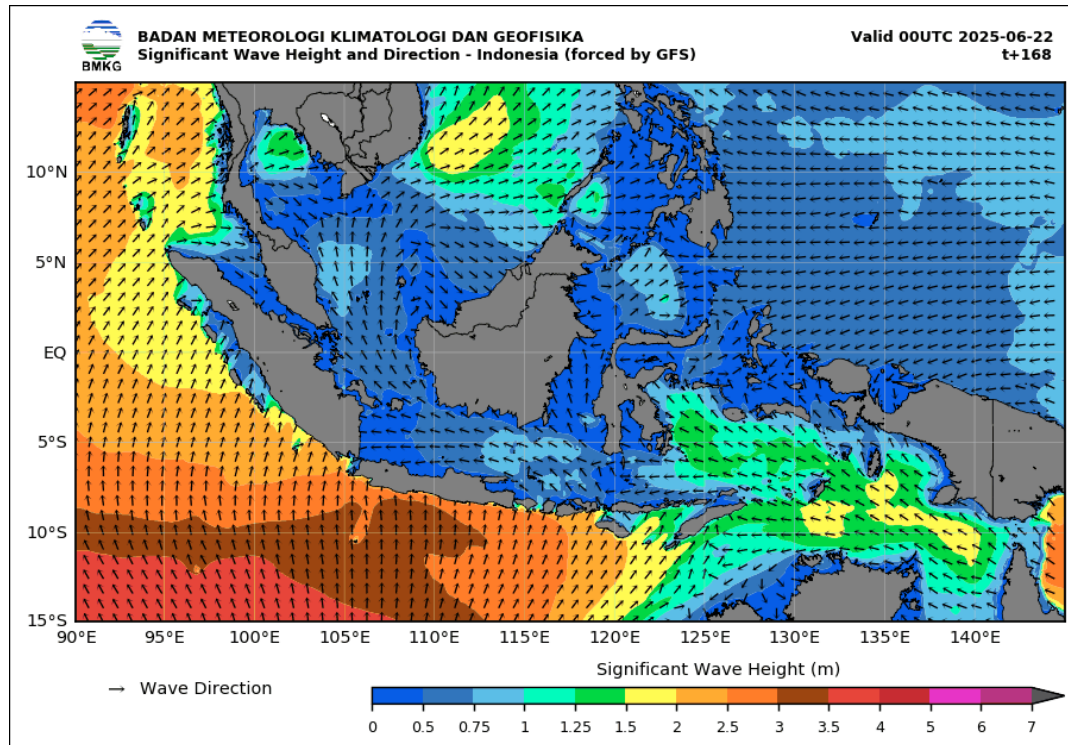 BMKG
BADAN METEOROLOGI KLIMATOLOGI DAN GEOFISIKA
Significant Wave Height and Direction - Indonesia (forced by GFS)
Valid 00UTC 2025-06-22
t+168
10°N
5°N
EQ
5°S
10°S
15°S
90°E 95°E 100°E 105°E 110°E 115°E 120°E 125°E 130°E 135°E 140°E
Wave Direction
Significant Wave Height (m)
0 0.5 0.75 1 1.25 1.5 2 2.5 3 3.5 4 5 6 7